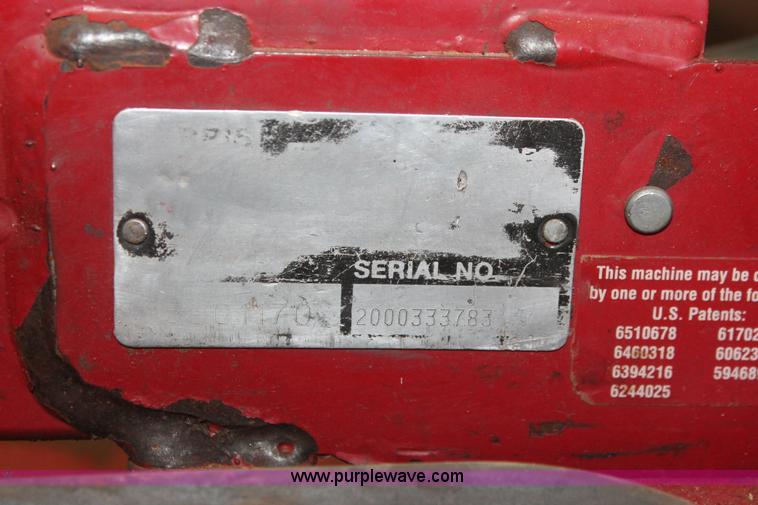 SERIAL NO.
2000333783
This machine may be
by one or more of the
U.S. Patents:
6510678
6460318
6394216
6244025
www.purplewave.com